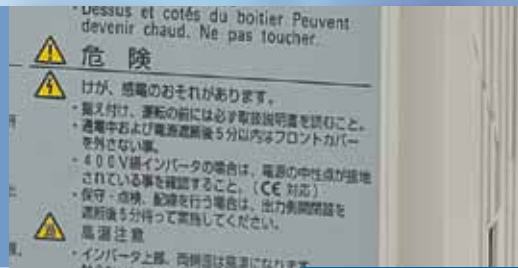 ・Dessus et cotés du boitier Peuvent
devenir chaud. Ne pas toucher.
危 険
けが、感電のおそれがあります。
・据え付け、運転の前には必ず取扱説明書を読むこと。
・通電中および電源遮断後5分以内はフロントカバー
を外さない事。
・400V級インバータの場合は、電源の中性点が接地
されている事を確認すること。(CE 対応)
・保守・点検、配線を行う場合は、出力側開閉器を
遮断後5分待って実施してください。
高温注意
・インバータ上部、両側面は高温になります。